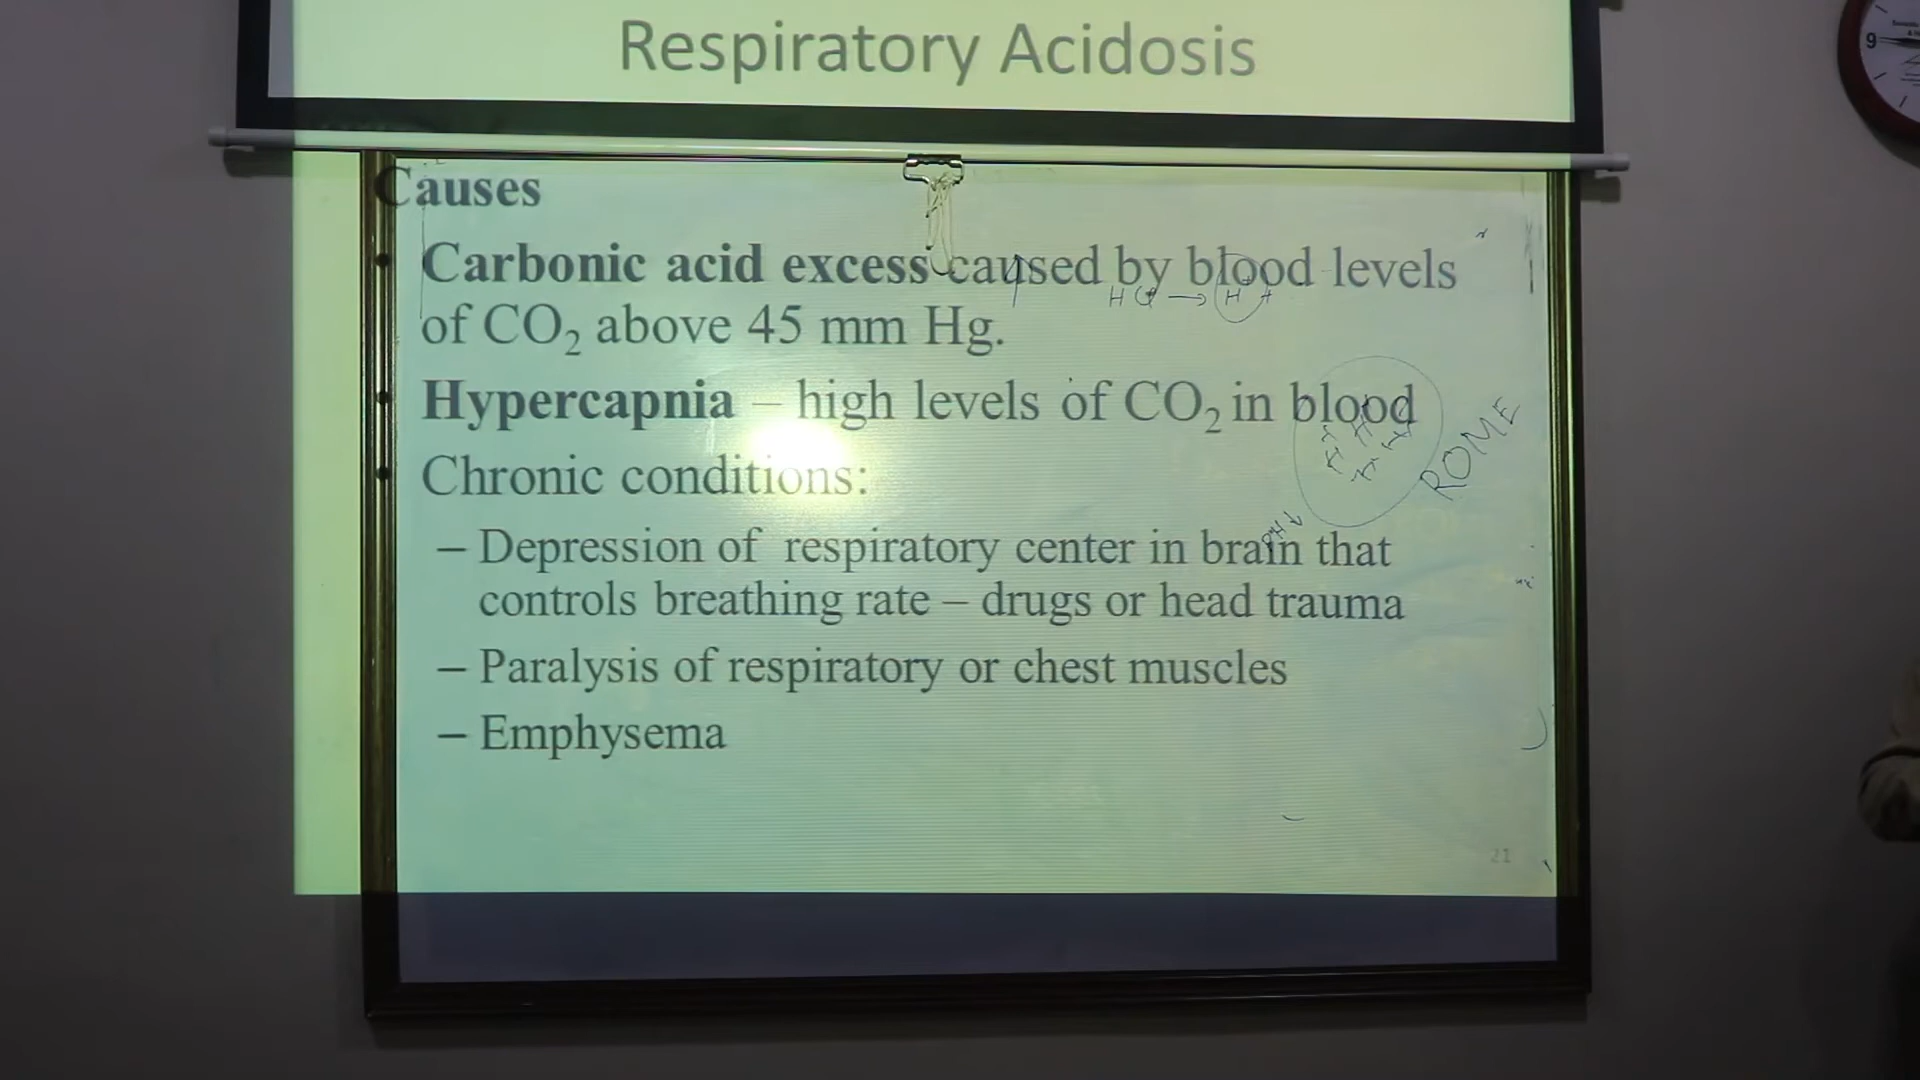 Respiratory Acidosis
Causes
• Carbonic acid excess caused by blood levels
of CO₂ above 45 mm Hg.
• Hypercapnia – high levels of CO₂ in blood
• Chronic conditions:
– Depression of respiratory center in brain that
controls breathing rate – drugs or head trauma
– Paralysis of respiratory or chest muscles
– Emphysema
ROME
PH↓
21
9